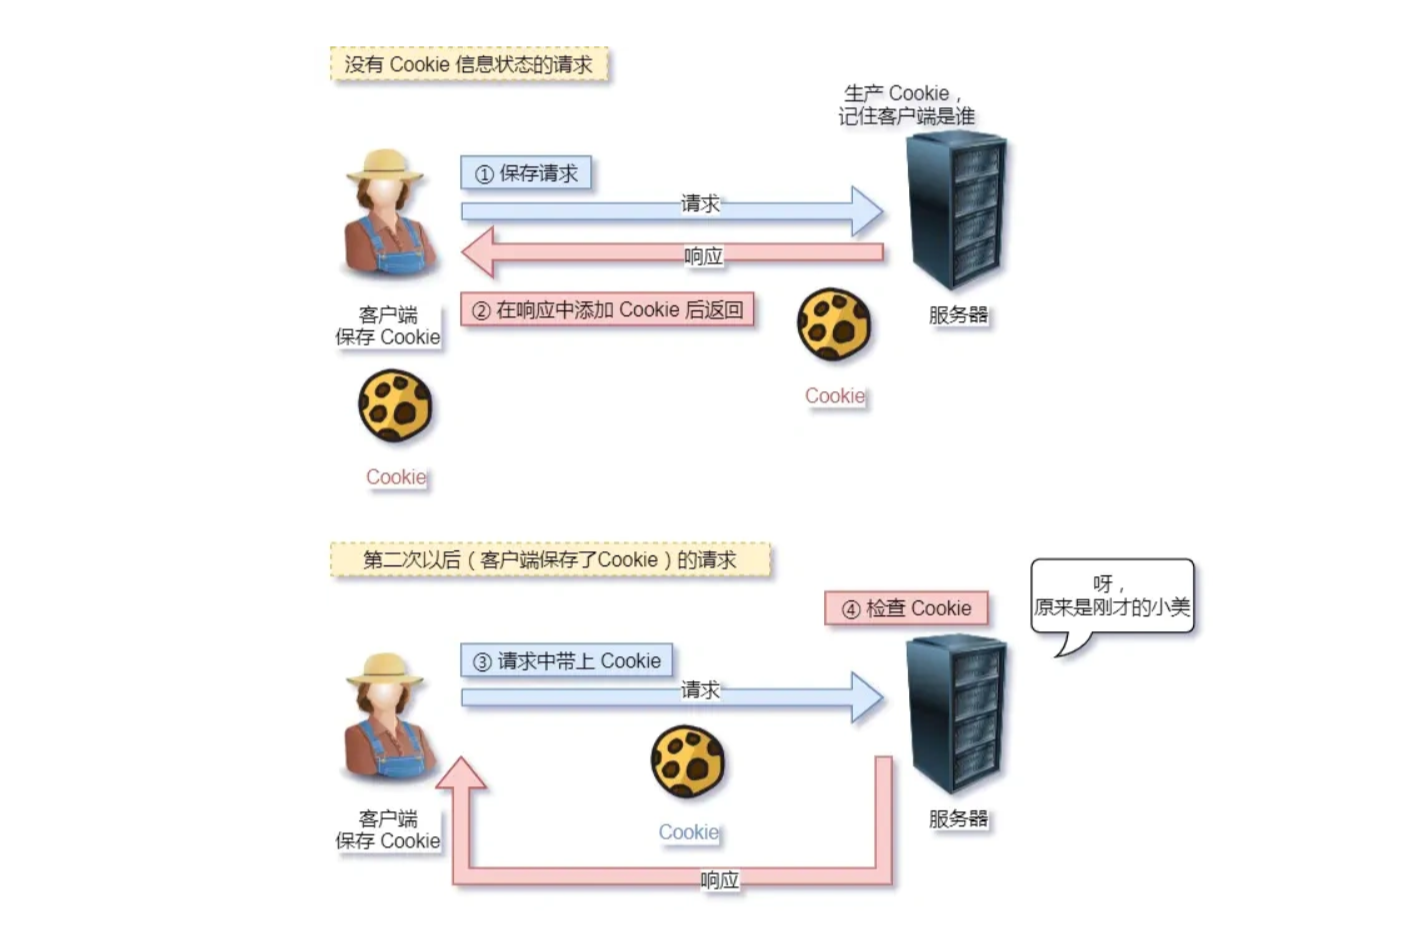 没有 Cookie 信息状态的请求
生产 Cookie，
记住客户端是谁
① 保存请求
请求
响应
② 在响应中添加 Cookie 后返回
客户端
保存 Cookie
服务器
Cookie
Cookie
第二次以后（客户端保存了Cookie）的请求
呀，
原来是刚才的小美
④ 检查 Cookie
③ 请求中带上 Cookie
请求
Cookie
客户端
保存 Cookie
服务器
响应